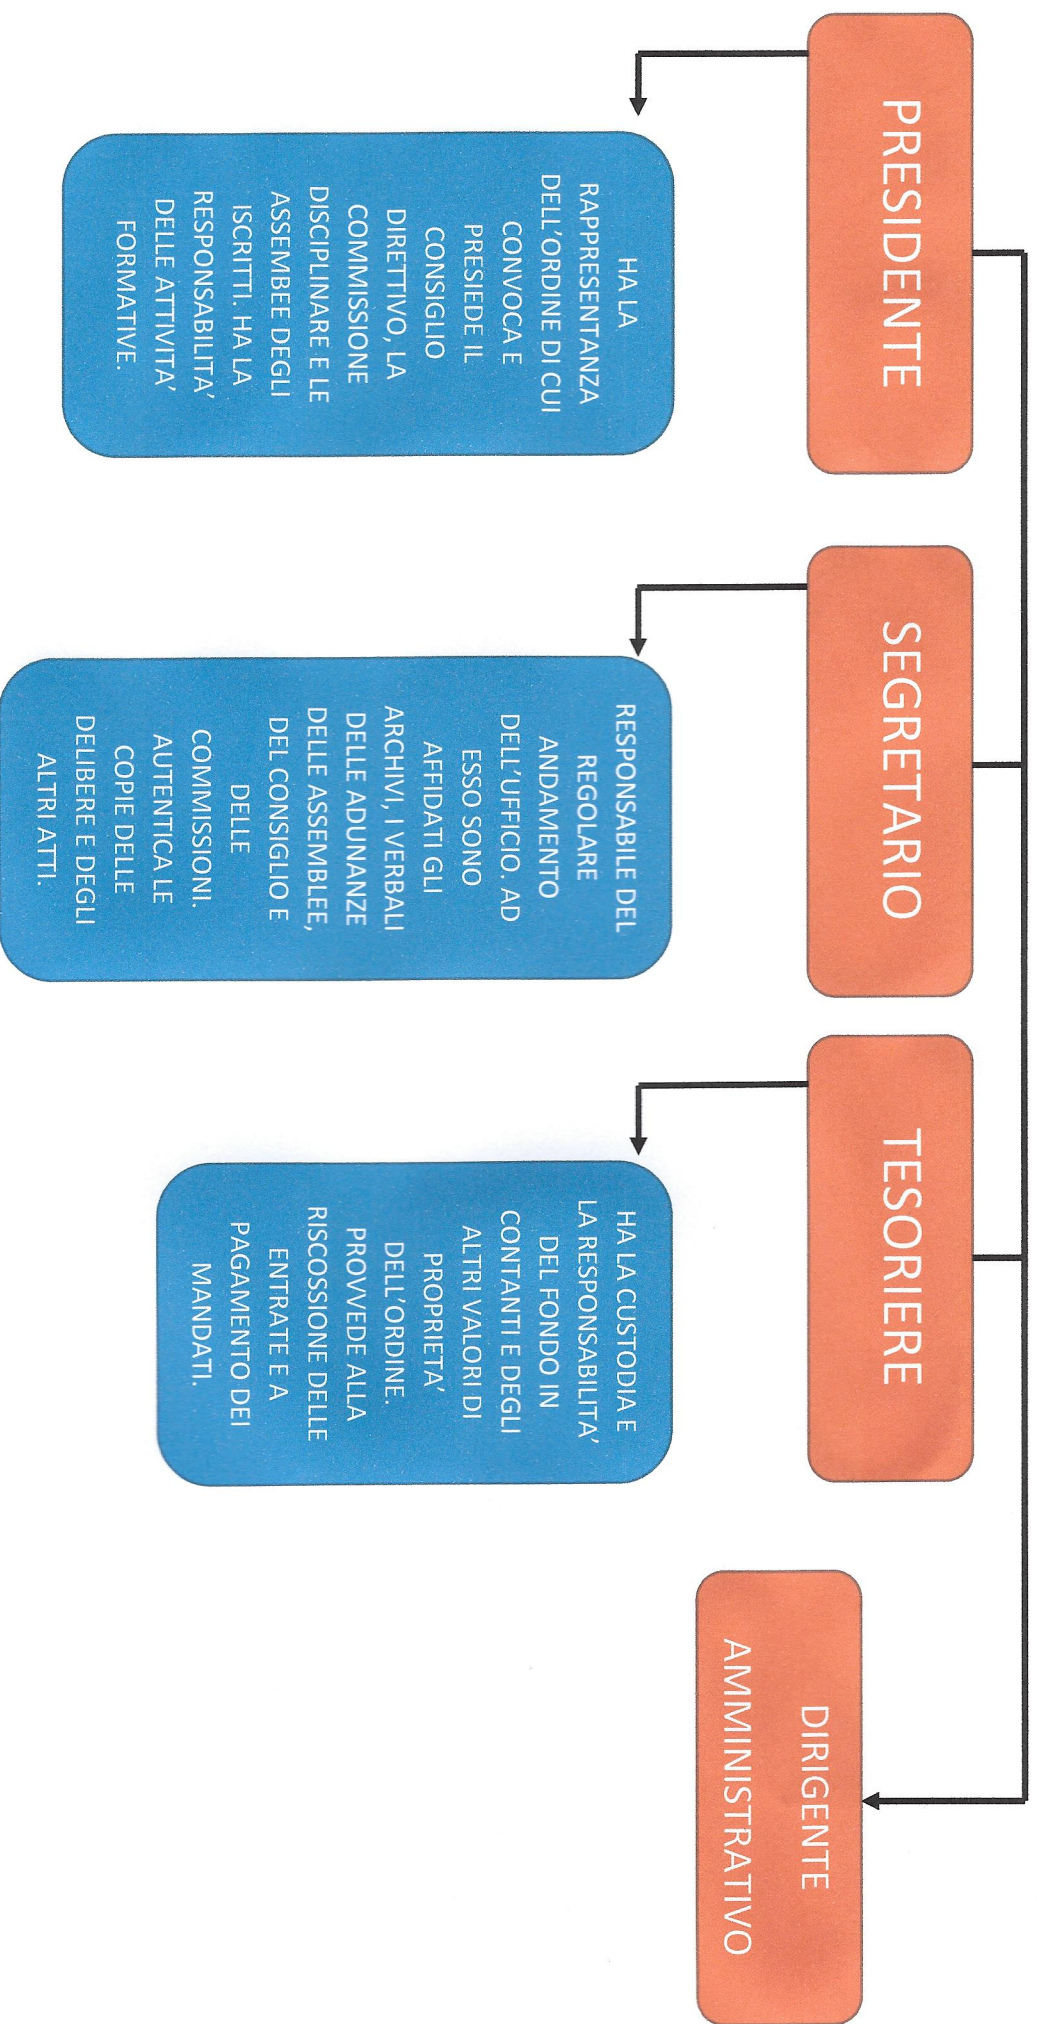 PRESIDENTE
HA LA
RAPPRESENTANZA
DELL'ORDINE DI CUI
CONVOCA E
PRESIEDE IL
CONSIGLIO
DIRETTIVO, LA
COMMISSIONE
DISCIPLINARE E LE
ASSEMBEE DEGLI
ISCRITTI. HA LA
RESPONSABILITA'
DELLE ATTIVITA'
FORMATIVE.
SEGRETARIO
RESPONSABILE DEL
REGOLARE
ANDAMENTO
DELL'UFFICIO. AD
ESSO SONO
AFFIDATI GLI
ARCHIVI, I VERBALI
DELLE ADUNANZE
DELLE ASSEMBLEE,
DEL CONSIGLIO E
DELLE
COMMISSIONI.
AUTENTICA LE
COPIE DELLE
DELIBERE E DEGLI
ALTRI ATTI.
TESORIERE
HA LA CUSTODIA E
LA RESPONSABILITA'
DEL FONDO IN
CONTANTI E DEGLI
ALTRI VALORI DI
PROPRIETA'
DELL'ORDINE.
PROVVEDE ALLA
RISCOSSIONE DELLE
ENTRATE E A
PAGAMENTO DEI
MANDATI.
DIRIGENTE
AMMINISTRATIVO